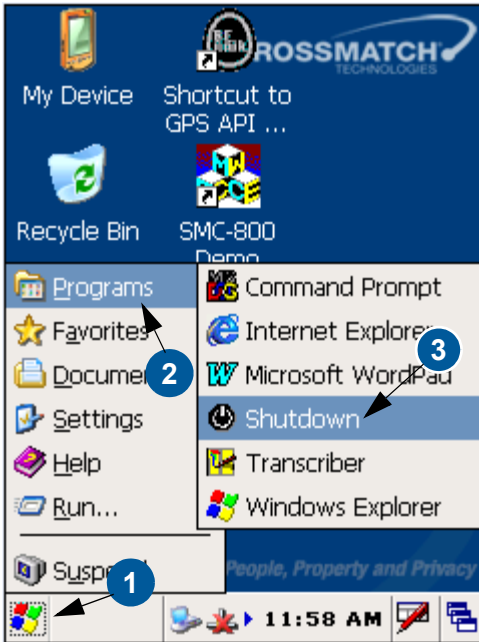 ROSSMATCH
TECHNOLOGIES
My Device
Shortcut to
GPS API ...
Recycle Bin
SMC-800
Demo
Programs
Favorites
Documen
Settings
Help
Run...
Suspend
Command Prompt
Internet Explorer
Microsoft WordPad
Shutdown
Transcriber
Windows Explorer
1
2
3
People, Property and Privacy
11:58 AM